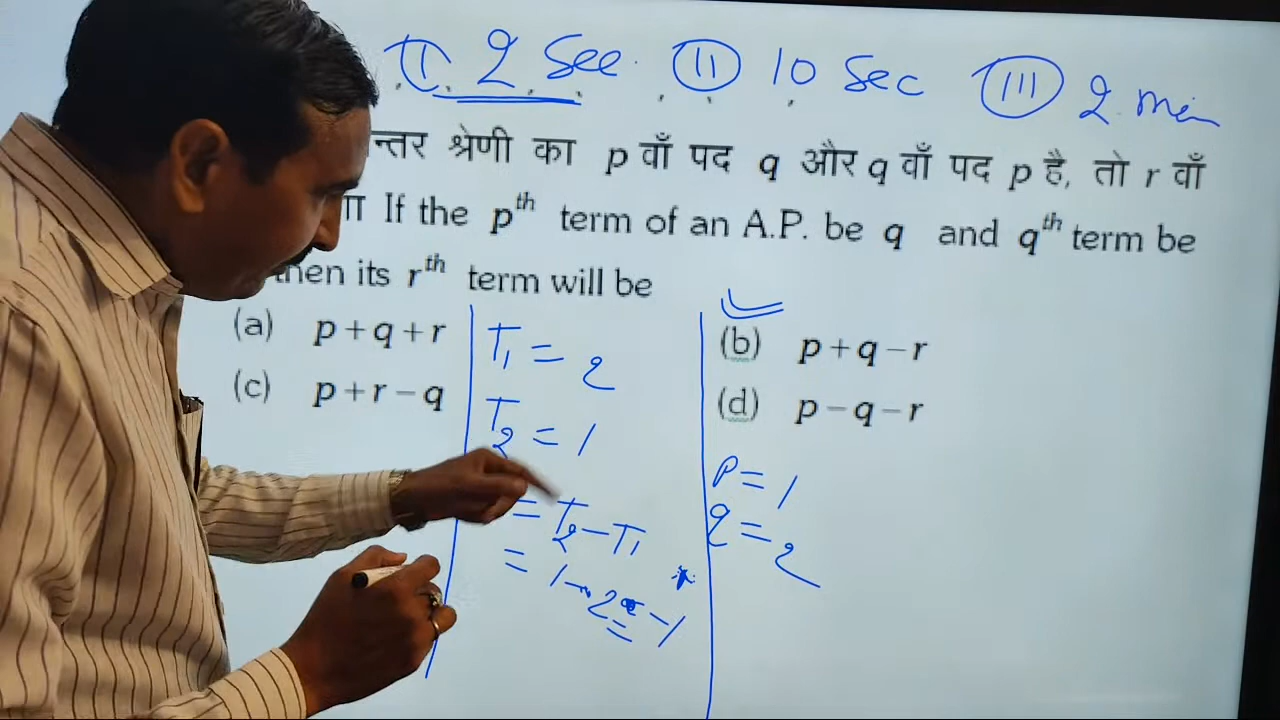 I 2 Sec. II 10 Sec III 2 min
न्तर श्रेणी का p वाँ पद q और q वाँ पद p है, तो r वाँ
If the pth term of an A.P. be q and qth term be
then its rth term will be
(a) p+q+r
(b) p+q−r
(c) p+r−q
(d) p−q−r
T1 = 2
T2 = 1
= T2 − T1
= 1−2 = −1
P = 1
q = 2